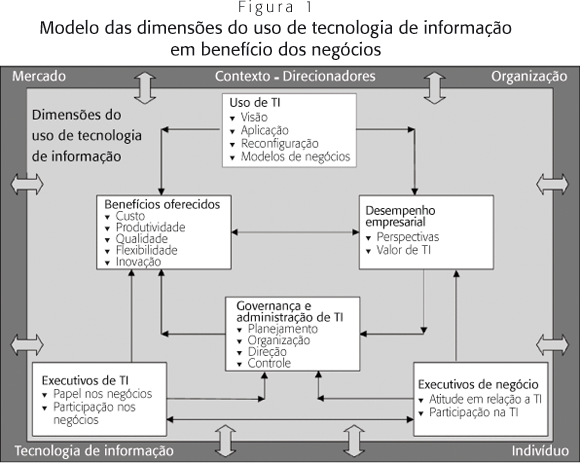 Figura 1
Modelo das dimensões do uso de tecnologia de informação
em benefício dos negócios
Mercado
Contexto - Direcionadores
Organização
Dimensões do
uso de tecnologia
de informação
Uso de TI
Visão
Aplicação
Reconfiguração
Modelos de negócios
Benefícios oferecidos
Custo
Produtividade
Qualidade
Flexibilidade
Inovação
Desempenho
empresarial
Perspectivas
Valor de TI
Governança e
administração de TI
Planejamento
Organização
Direção
Controle
Executivos de TI
Papel nos negócios
Participação nos
negócios
Executivos de negócio
Atitude em relação a TI
Participação na TI
Tecnologia de informação
Indivíduo